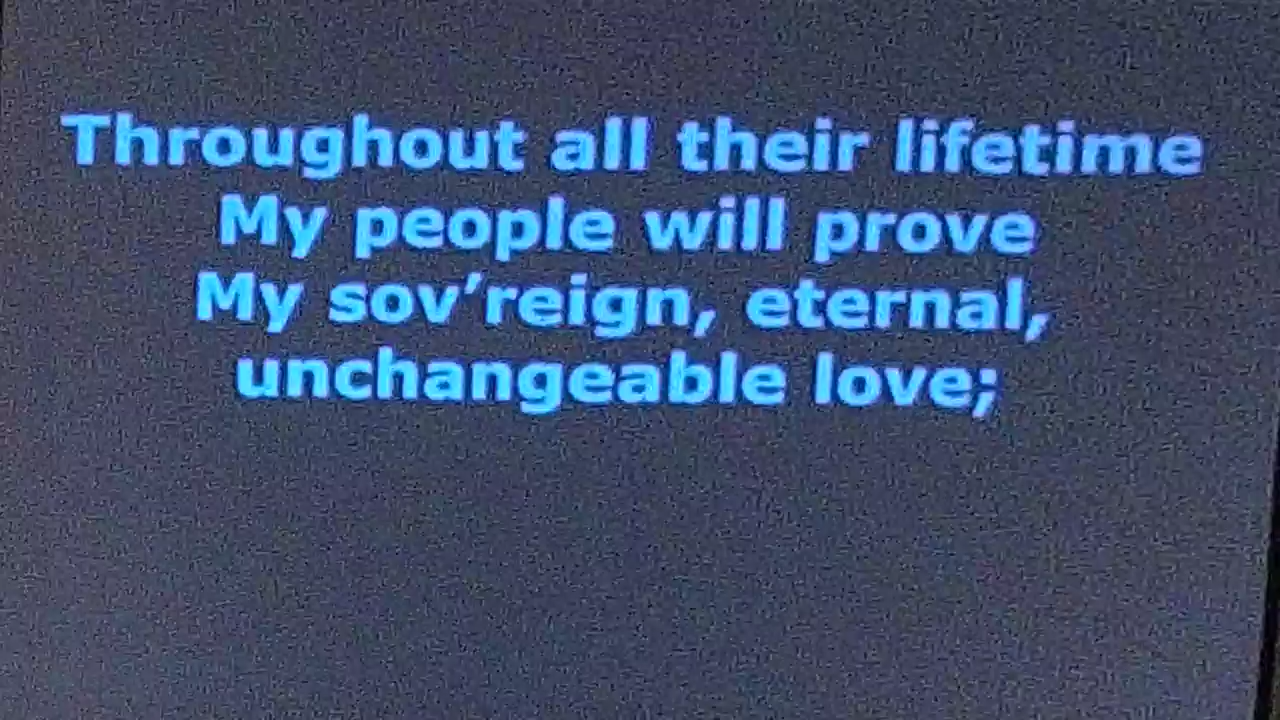 Throughout all their lifetime
My people will prove
My sov’reign, eternal,
unchangeable love;